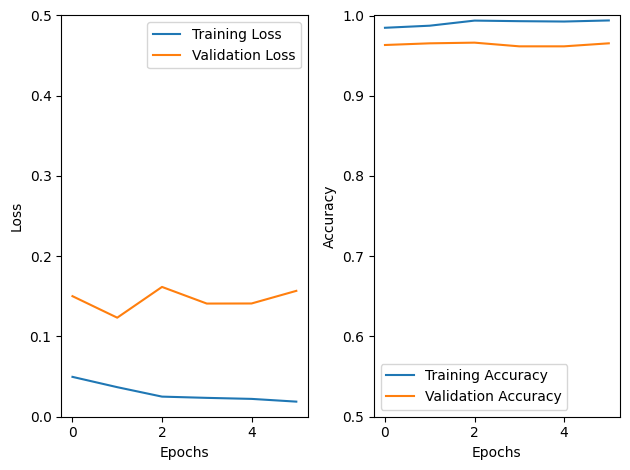 0.5
0.4
0.3
0.2
0.1
0.0
Loss
0
2
4
Epochs
Training Loss
Validation Loss
1.0
0.9
0.8
0.7
0.6
0.5
Accuracy
0
2
4
Epochs
Training Accuracy
Validation Accuracy